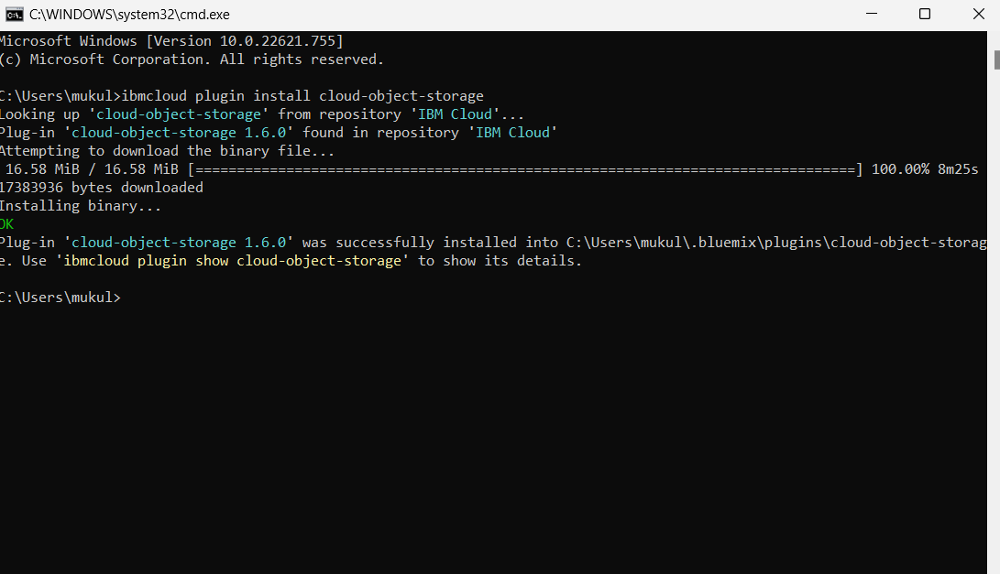 C:\WINDOWS\system32\cmd.exe
Microsoft Windows [Version 10.0.22621.755]
(c) Microsoft Corporation. All rights reserved.
C:\Users\mukul>ibmcloud plugin install cloud-object-storage
Looking up 'cloud-object-storage' from repository 'IBM Cloud'...
Plug-in 'cloud-object-storage 1.6.0' found in repository 'IBM Cloud'
Attempting to download the binary file...
16.58 MiB / 16.58 MiB [================================================================================] 100.00% 8m25s
17383936 bytes downloaded
Installing binary...
OK
Plug-in 'cloud-object-storage 1.6.0' was successfully installed into C:\Users\mukul\.bluemix\plugins\cloud-object-storag
e. Use 'ibmcloud plugin show cloud-object-storage' to show its details.
C:\Users\mukul>